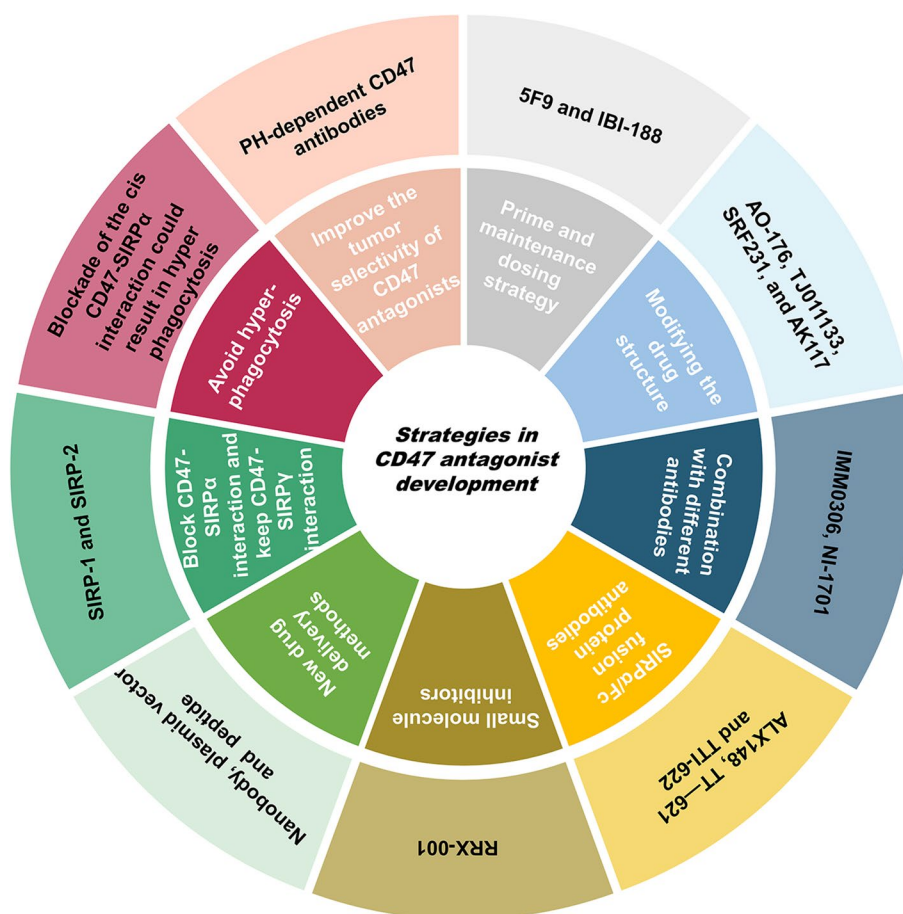 Strategies in
CD47 antagonist
development
Prime and
maintenance
dosing
strategy
5F9 and IBI-188
Modifying the
drug
structure
AO-176, TJ011133,
SRF231, and AK117
Combination
with different
antibodies
IMM0306, NI-1701
SIRPα/Fc
fusion
protein
antibodies
ALX148, TT—621
and TTI-622
Small molecule
inhibitors
RRX-001
New drug
delivery
methods
Nanobody, plasmid vector
and peptide
Block CD47-
SIRPα
interaction and
keep CD47-
SIRPγ
interaction
SIRP-1 and SIRP-2
Avoid hyper-
phagocytosis
Blockade of the cis
CD47-SIRPα
interaction could
result in hyper
phagocytosis
Improve the
tumor
selectivity of
CD47
antagonists
PH-dependent CD47
antibodies